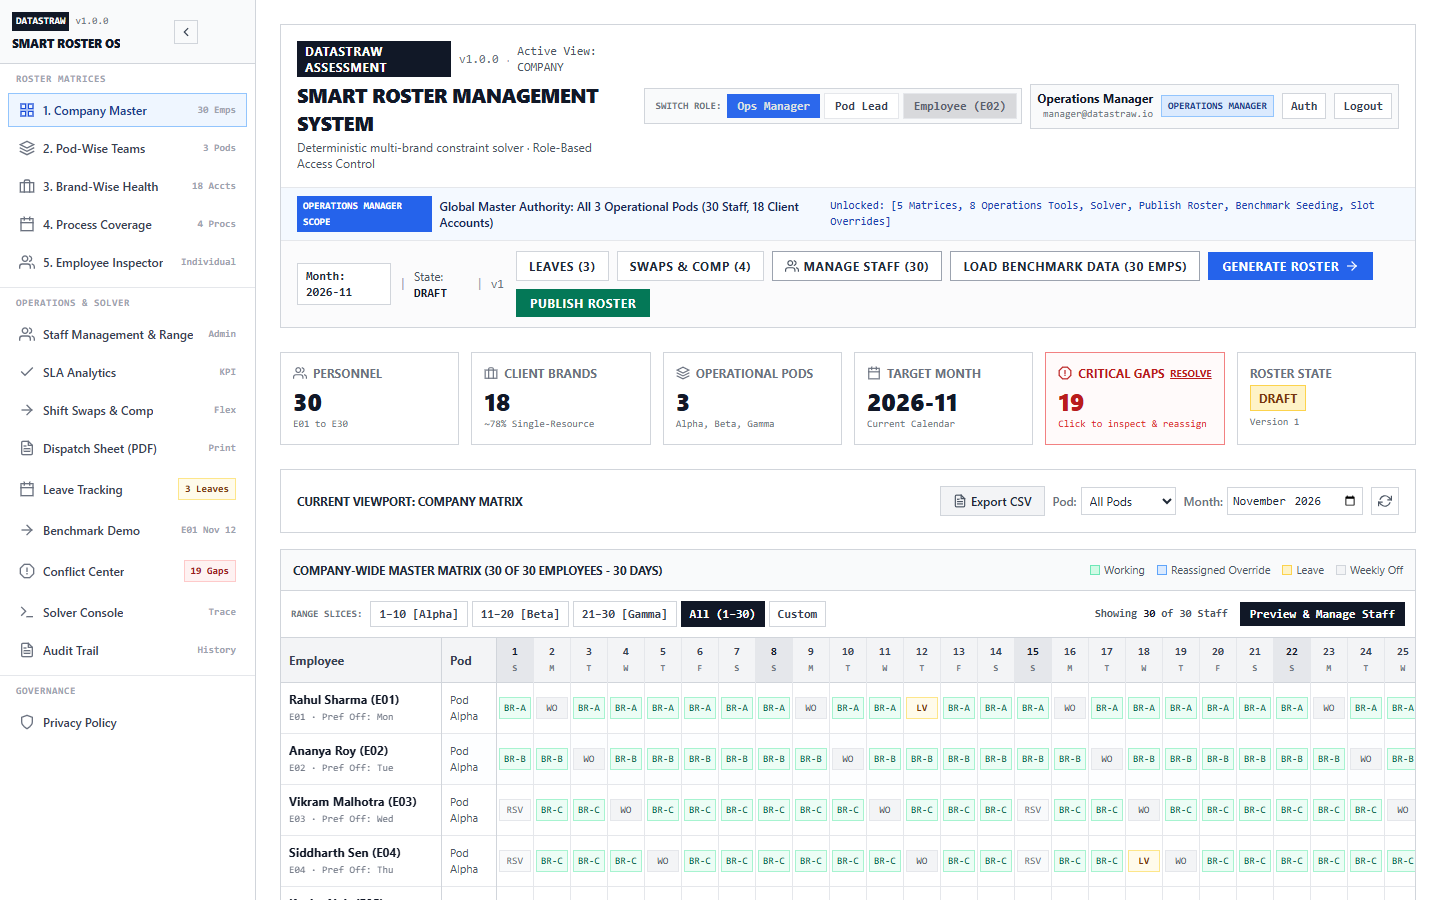 DATASTRAW v1.0.0
SMART ROSTER OS
ROSTER MATRICES
1. Company Master 30 Emps
2. Pod-Wise Teams 3 Pods
3. Brand-Wise Health 18 Accts
4. Process Coverage 4 Procs
5. Employee Inspector Individual
OPERATIONS & SOLVER
Staff Management & Range Admin
SLA Analytics KPI
Shift Swaps & Comp Flex
Dispatch Sheet (PDF) Print
Leave Tracking 3 Leaves
Benchmark Demo E01 Nov 12
Conflict Center 19 Gaps
Solver Console Trace
Audit Trail History
GOVERNANCE
Privacy Policy
DATASTRAW ASSESSMENT v1.0.0 · Active View: COMPANY
SMART ROSTER MANAGEMENT
SYSTEM
Deterministic multi-brand constraint solver · Role-Based
Access Control
SWITCH ROLE: Ops Manager Pod Lead Employee (E02)
Operations Manager
manager@datastraw.io
OPERATIONS MANAGER Auth Logout
OPERATIONS MANAGER
SCOPE
Global Master Authority: All 3 Operational Pods (30 Staff, 18 Client
Accounts)
Unlocked: [5 Matrices, 8 Operations Tools, Solver, Publish Roster, Benchmark Seeding, Slot
Overrides]
Month:
2026-11
| State:
DRAFT
| v1
LEAVES (3) SWAPS & COMP (4) MANAGE STAFF (30) LOAD BENCHMARK DATA (30 EMPS) GENERATE ROSTER →
PUBLISH ROSTER
PERSONNEL
30
E01 to E30
CLIENT BRANDS
18
~78% Single-Resource
OPERATIONAL PODS
3
Alpha, Beta, Gamma
TARGET MONTH
2026-11
Current Calendar
CRITICAL GAPS RESOLVE
19
Click to inspect & reassign
ROSTER STATE
DRAFT
Version 1
CURRENT VIEWPORT: COMPANY MATRIX
Export CSV Pod: All Pods Month: November 2026
COMPANY-WIDE MASTER MATRIX (30 OF 30 EMPLOYEES - 30 DAYS)
Working Reassigned Override Leave Weekly Off
RANGE SLICES: 1-10 [Alpha] 11-20 [Beta] 21-30 [Gamma] All (1-30) Custom
Showing 30 of 30 Staff Preview & Manage Staff
Employee Pod 1 2 3 4 5 6 7 8 9 10 11 12 13 14 15 16 17 18 19 20 21 22 23 24 25
S M T W T F S S M T W T F S S M T W T F S S M T W
Rahul Sharma (E01)
E01 · Pref Off: Mon
Pod
Alpha
BR-A WO BR-A BR-A BR-A BR-A BR-A BR-A WO BR-A BR-A LV BR-A BR-A BR-A WO BR-A BR-A BR-A BR-A BR-A BR-A WO BR-A BR-A
Ananya Roy (E02)
E02 · Pref Off: Tue
Pod
Alpha
BR-B BR-B WO BR-B BR-B BR-B BR-B BR-B BR-B WO BR-B BR-B BR-B BR-B BR-B BR-B WO BR-B BR-B BR-B BR-B BR-B BR-B WO BR-B
Vikram Malhotra (E03)
E03 · Pref Off: Wed
Pod
Alpha
RSV BR-C BR-C WO BR-C BR-C BR-C BR-C BR-C BR-C WO BR-C BR-C BR-C RSV BR-C BR-C WO BR-C BR-C BR-C BR-C BR-C BR-C WO
Siddharth Sen (E04)
E04 · Pref Off: Thu
Pod
Alpha
RSV BR-C BR-C BR-C WO BR-C BR-C BR-C BR-C BR-C BR-C WO BR-C BR-C RSV BR-C BR-C LV WO BR-C BR-C BR-C BR-C BR-C BR-C